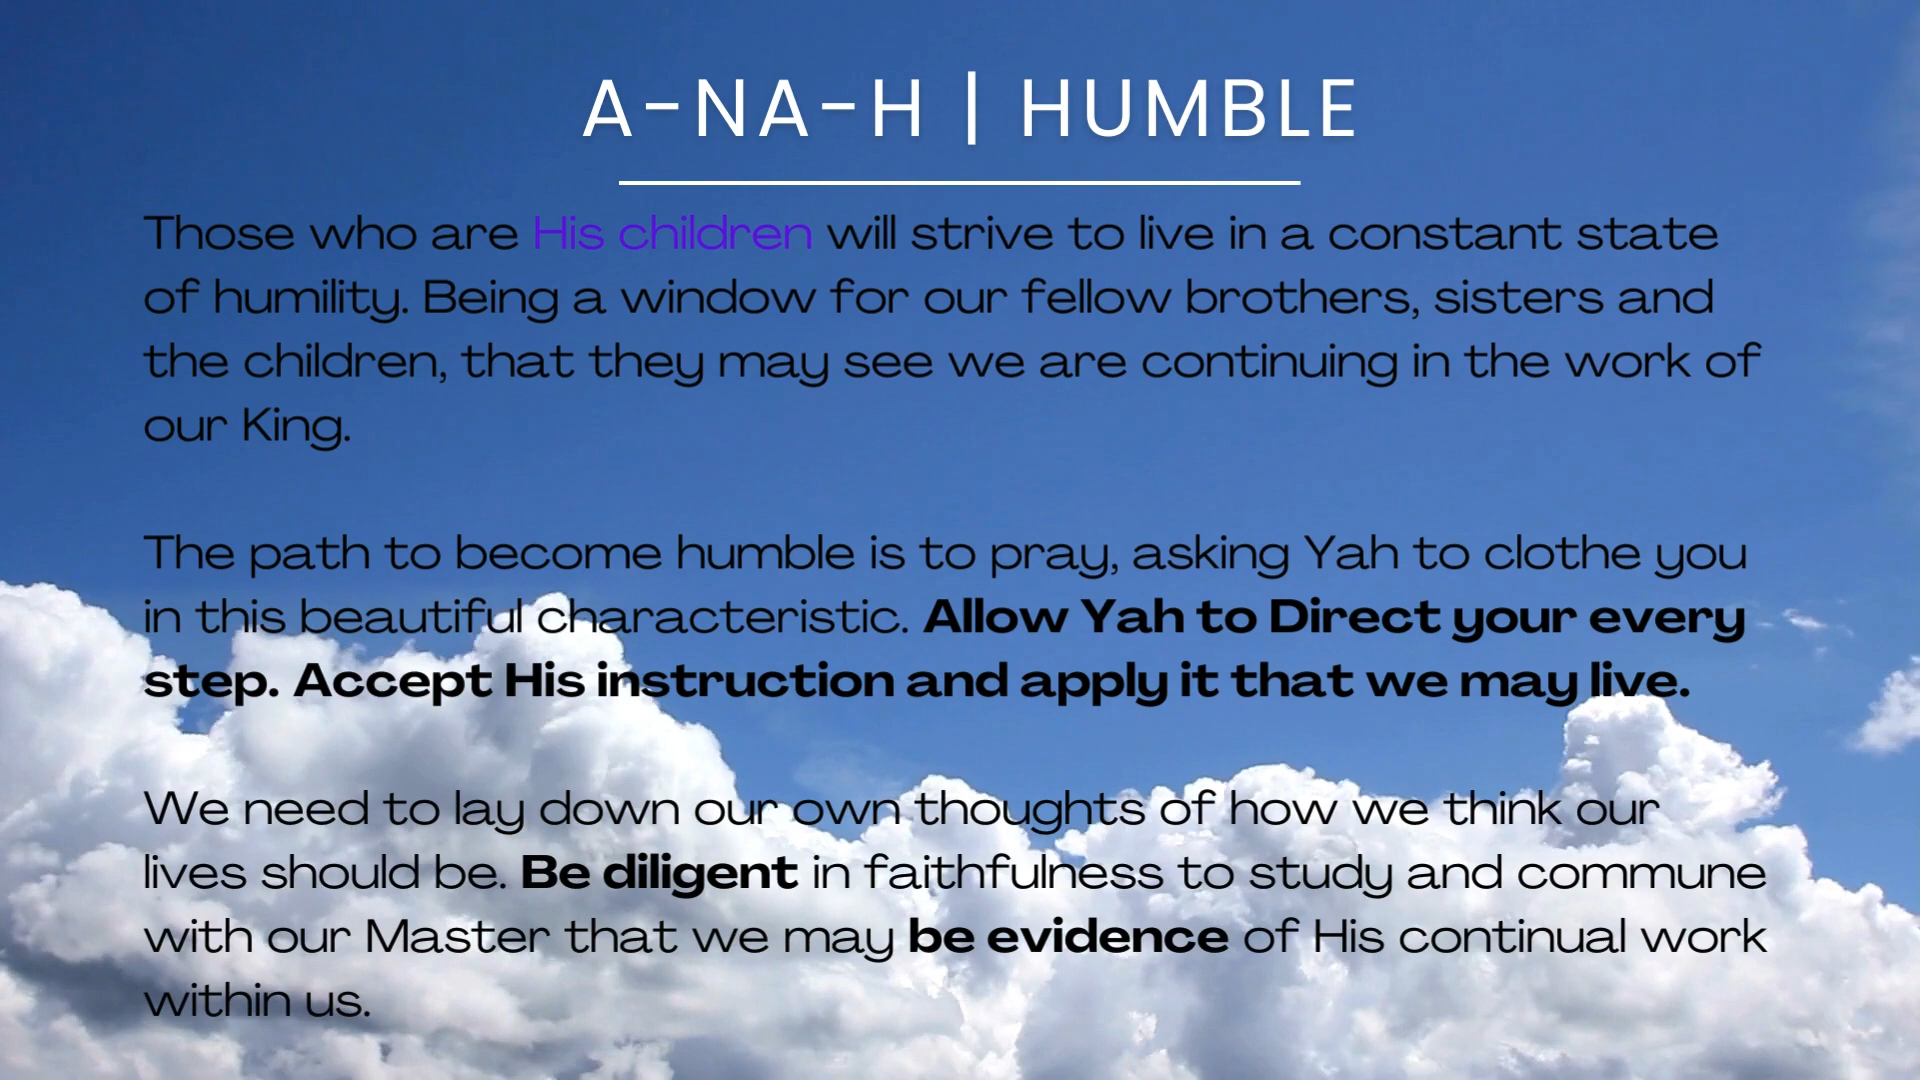 A-NA-H | HUMBLE
Those who are His children will strive to live in a constant state
of humility. Being a window for our fellow brothers, sisters and
the children, that they may see we are continuing in the work of
our King.
The path to become humble is to pray, asking Yah to clothe you
in this beautiful characteristic. Allow Yah to Direct your every
step. Accept His instruction and apply it that we may live.
We need to lay down our own thoughts of how we think our
lives should be. Be diligent in faithfulness to study and commune
with our Master that we may be evidence of His continual work
within us.